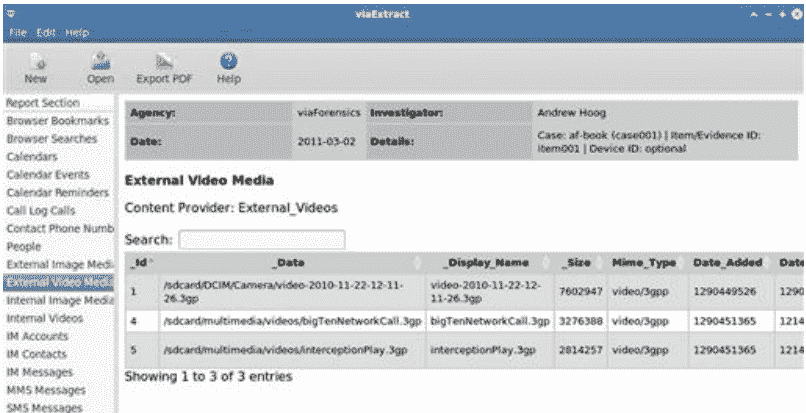 viaExtract
File Edit Help
New Open Export PDF Help
Report Section
Browser Bookmarks
Browser Searches
Calendars
Calendar Events
Calendar Reminders
Call Log Calls
Contact Phone Numb
People
External Image Medi
External Video Medi
Internal Image Media
Internal Videos
IM Accounts
IM Contacts
IM Messages
MMS Messages
SMS Messages
Agency: viaForensics Investigator: Andrew Hoog
Date: 2011-03-02 Details: Case: af-book (case001) | Item/Evidence ID:
item001 | Device ID: optional
External Video Media
Content Provider: External_Videos
Search:
_Id _Data _Display_Name _Size Mime_Type Date_Added Date
1 /sdcard/DCIM/Camera/video-2010-11-22-12-11- video-2010-11-22-12- 7602947 video/3gpp 1290449526 1290
26.3gp 11-26.3gp
4 /sdcard/multimedia/videos/bigTenNetworkCall.3gp bigTenNetworkCall.3gp 3276388 video/3gpp 1290451365 1214
5 /sdcard/multimedia/videos/interceptionPlay.3gp interceptionPlay.3gp 2814257 video/3gpp 1290451365 1214
Showing 1 to 3 of 3 entries